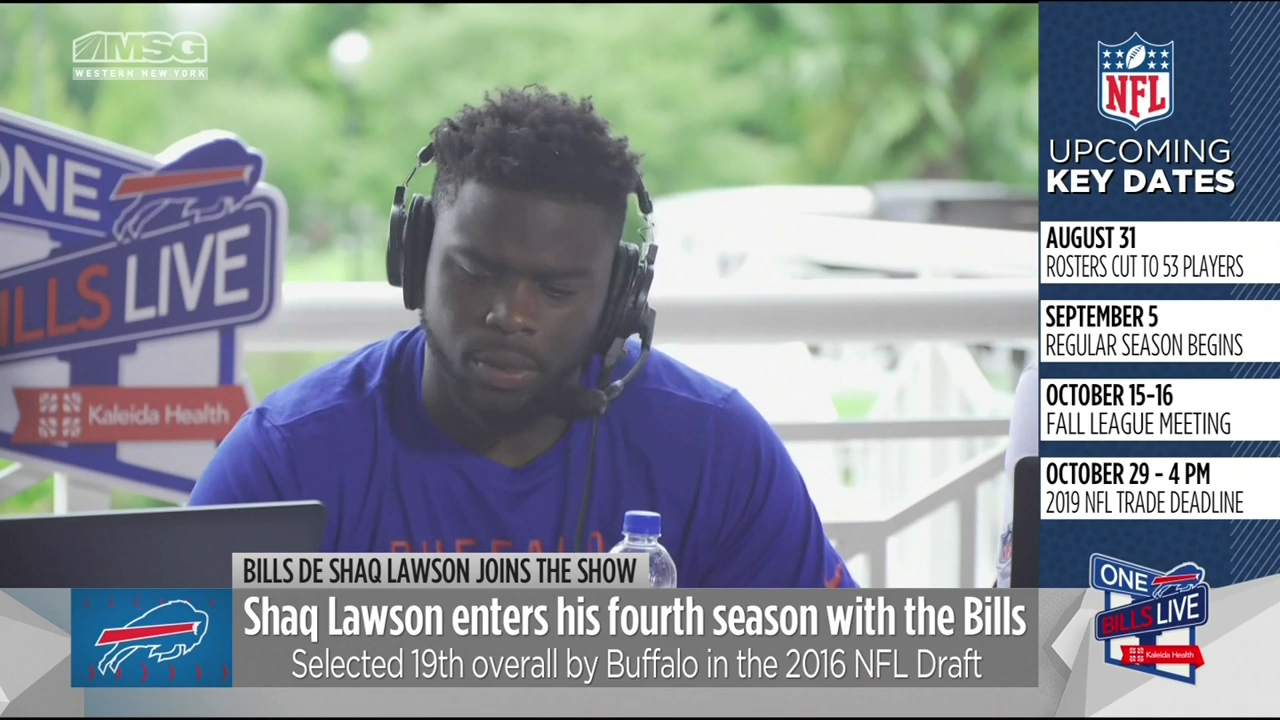 MSG
WESTERN NEW YORK
ONE
BILLS LIVE
Kaleida Health
BUFFALO
NFL
UPCOMING
KEY DATES
AUGUST 31
ROSTERS CUT TO 53 PLAYERS
SEPTEMBER 5
REGULAR SEASON BEGINS
OCTOBER 15-16
FALL LEAGUE MEETING
OCTOBER 29 - 4 PM
2019 NFL TRADE DEADLINE
BILLS DE SHAQ LAWSON JOINS THE SHOW
Shaq Lawson enters his fourth season with the Bills
Selected 19th overall by Buffalo in the 2016 NFL Draft
ONE
BILLS LIVE
Kaleida Health